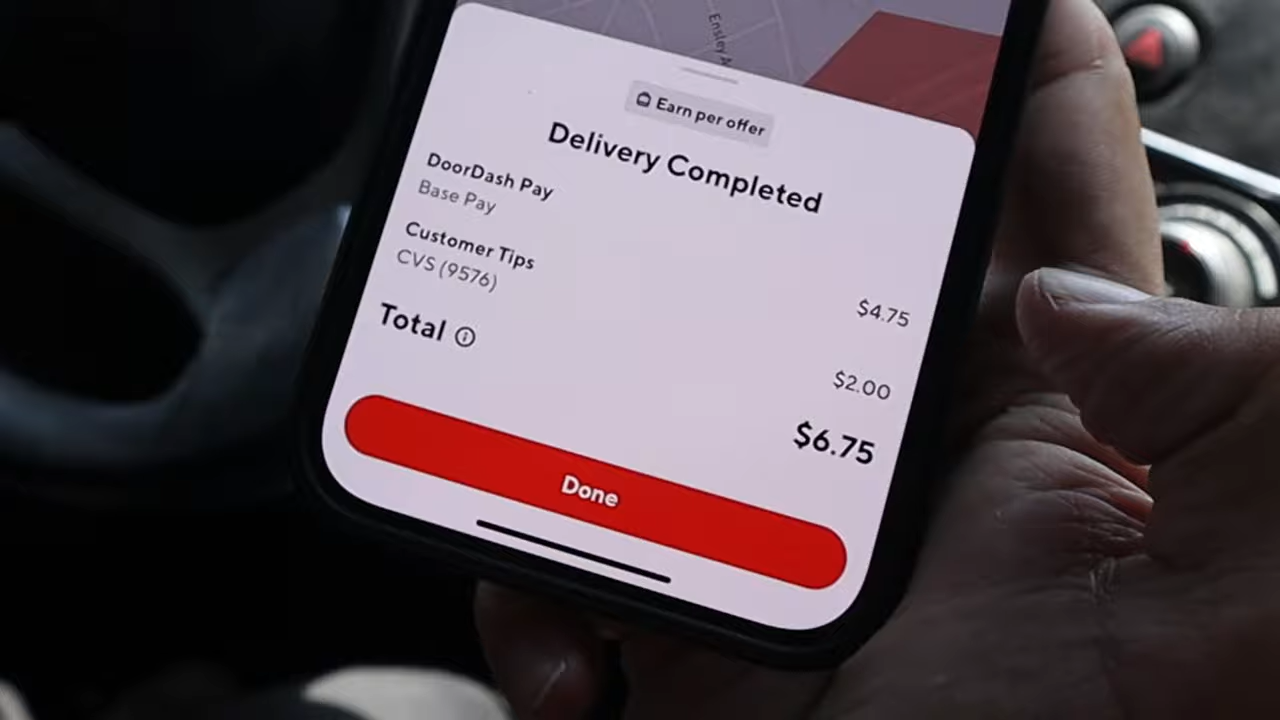 Ensley A
Earn per offer
Delivery Completed
DoorDash Pay
Base Pay $4.75
Customer Tips
CVS (9576) $2.00
Total $6.75
Done